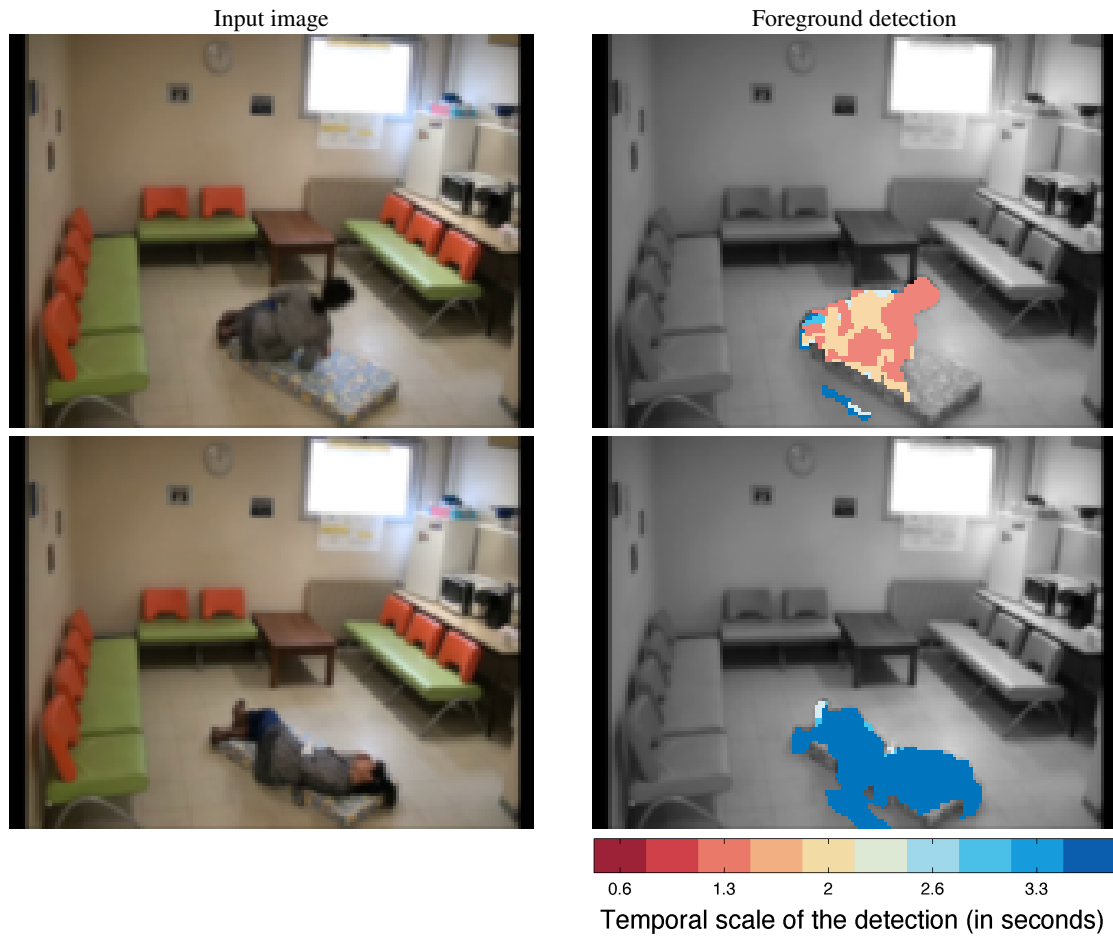 Input image
Foreground detection
0.6 1.3 2 2.6 3.3
Temporal scale of the detection (in seconds)